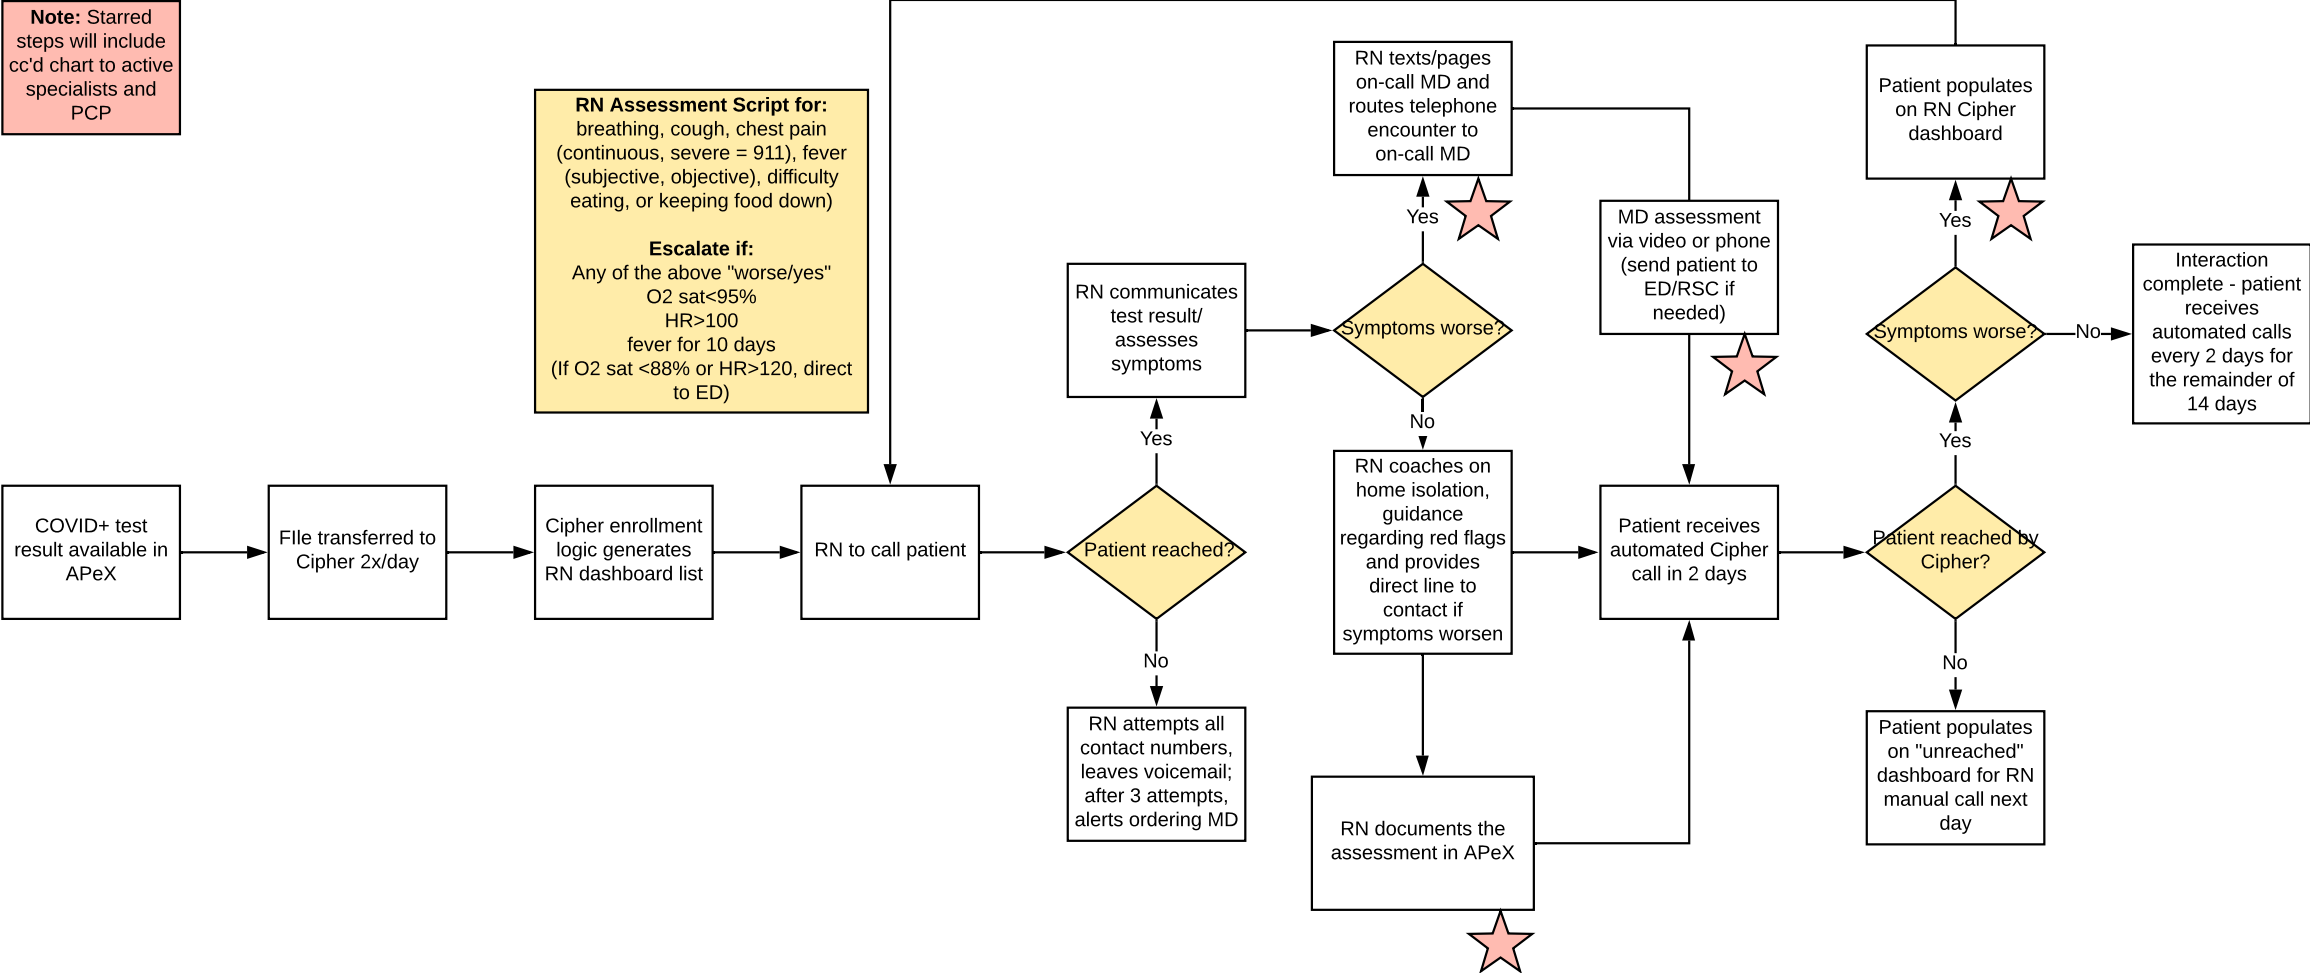 Note: Starred
steps will include
cc'd chart to active
specialists and
PCP
RN Assessment Script for:
breathing, cough, chest pain
(continuous, severe = 911), fever
(subjective, objective), difficulty
eating, or keeping food down)
Escalate if:
Any of the above "worse/yes"
O2 sat<95%
HR>100
fever for 10 days
(If O2 sat <88% or HR>120, direct
to ED)
COVID+ test
result available in
APeX
FIle transferred to
Cipher 2x/day
Cipher enrollment
logic generates
RN dashboard list
RN to call patient
Patient reached?
Yes
No
RN communicates
test result/
assesses
symptoms
RN attempts all
contact numbers,
leaves voicemail;
after 3 attempts,
alerts ordering MD
Symptoms worse?
Yes
No
RN texts/pages
on-call MD and
routes telephone
encounter to
on-call MD
RN coaches on
home isolation,
guidance
regarding red flags
and provides
direct line to
contact if
symptoms worsen
RN documents the
assessment in APeX
MD assessment
via video or phone
(send patient to
ED/RSC if
needed)
Patient receives
automated Cipher
call in 2 days
Patient reached by
Cipher?
Yes
No
Patient populates
on "unreached"
dashboard for RN
manual call next
day
Symptoms worse?
Yes
No
Patient populates
on RN Cipher
dashboard
Interaction
complete - patient
receives
automated calls
every 2 days for
the remainder of
14 days